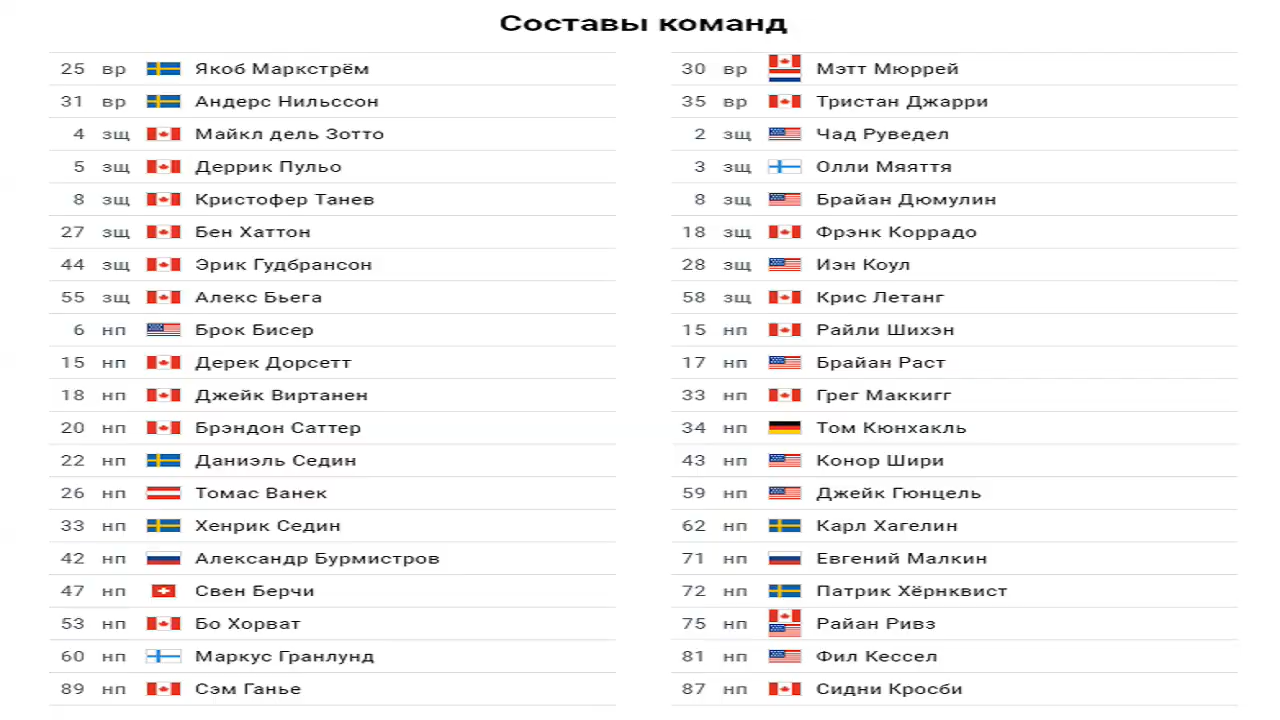 Составы команд
25 вр Якоб Маркстрём
31 вр Андерс Нильссон
4 зщ Майкл дель Зотто
5 зщ Деррик Пульо
8 зщ Кристофер Танев
27 зщ Бен Хаттон
44 зщ Эрик Гудбрансон
55 зщ Алекс Бьега
6 нп Брок Бисер
15 нп Дерек Дорсетт
18 нп Джейк Виртанен
20 нп Брэндон Саттер
22 нп Даниэль Седин
26 нп Томас Ванек
33 нп Хенрик Седин
42 нп Александр Бурмистров
47 нп Свен Берчи
53 нп Бо Хорват
60 нп Маркус Гранлунд
89 нп Сэм Ганье
30 вр Мэтт Мюррей
35 вр Тристан Джарри
2 зщ Чад Руведел
3 зщ Олли Мяяття
8 зщ Брайан Дюмулин
18 зщ Фрэнк Коррадо
28 зщ Иэн Коул
58 зщ Крис Летанг
15 нп Райли Шихэн
17 нп Брайан Раст
33 нп Грег Маккигг
34 нп Том Кюнхакль
43 нп Конор Шири
59 нп Джейк Гюнцель
62 нп Карл Хагелин
71 нп Евгений Малкин
72 нп Патрик Хёрнквист
75 нп Райан Ривз
81 нп Фил Кессел
87 нп Сидни Кросби